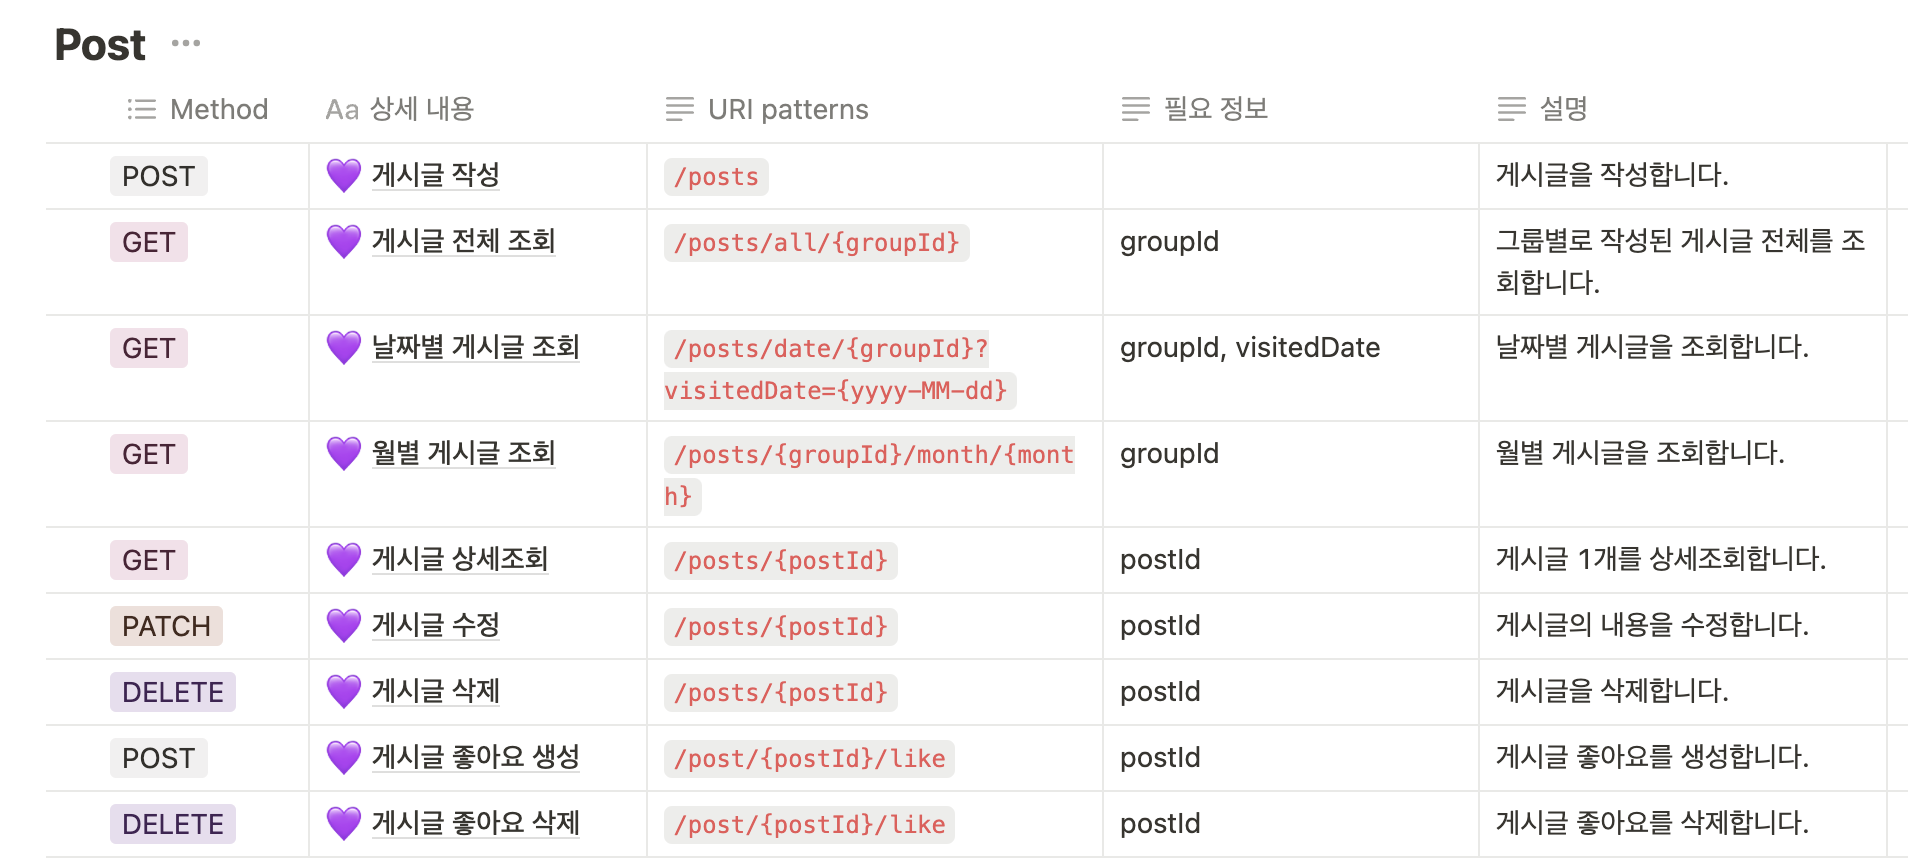 Post
Method Aa 상세 내용 URI patterns 필요 정보 설명
POST 게시글 작성 /posts 게시글을 작성합니다.
GET 게시글 전체 조회 /posts/all/{groupId} groupId 그룹별로 작성된 게시글 전체를 조
회합니다.
GET 날짜별 게시글 조회 /posts/date/{groupId}? groupId, visitedDate 날짜별 게시글을 조회합니다.
visitedDate={yyyy-MM-dd}
GET 월별 게시글 조회 /posts/{groupId}/month/{mont groupId 월별 게시글을 조회합니다.
h}
GET 게시글 상세조회 /posts/{postId} postId 게시글 1개를 상세조회합니다.
PATCH 게시글 수정 /posts/{postId} postId 게시글의 내용을 수정합니다.
DELETE 게시글 삭제 /posts/{postId} postId 게시글을 삭제합니다.
POST 게시글 좋아요 생성 /post/{postId}/like postId 게시글 좋아요를 생성합니다.
DELETE 게시글 좋아요 삭제 /post/{postId}/like postId 게시글 좋아요를 삭제합니다.